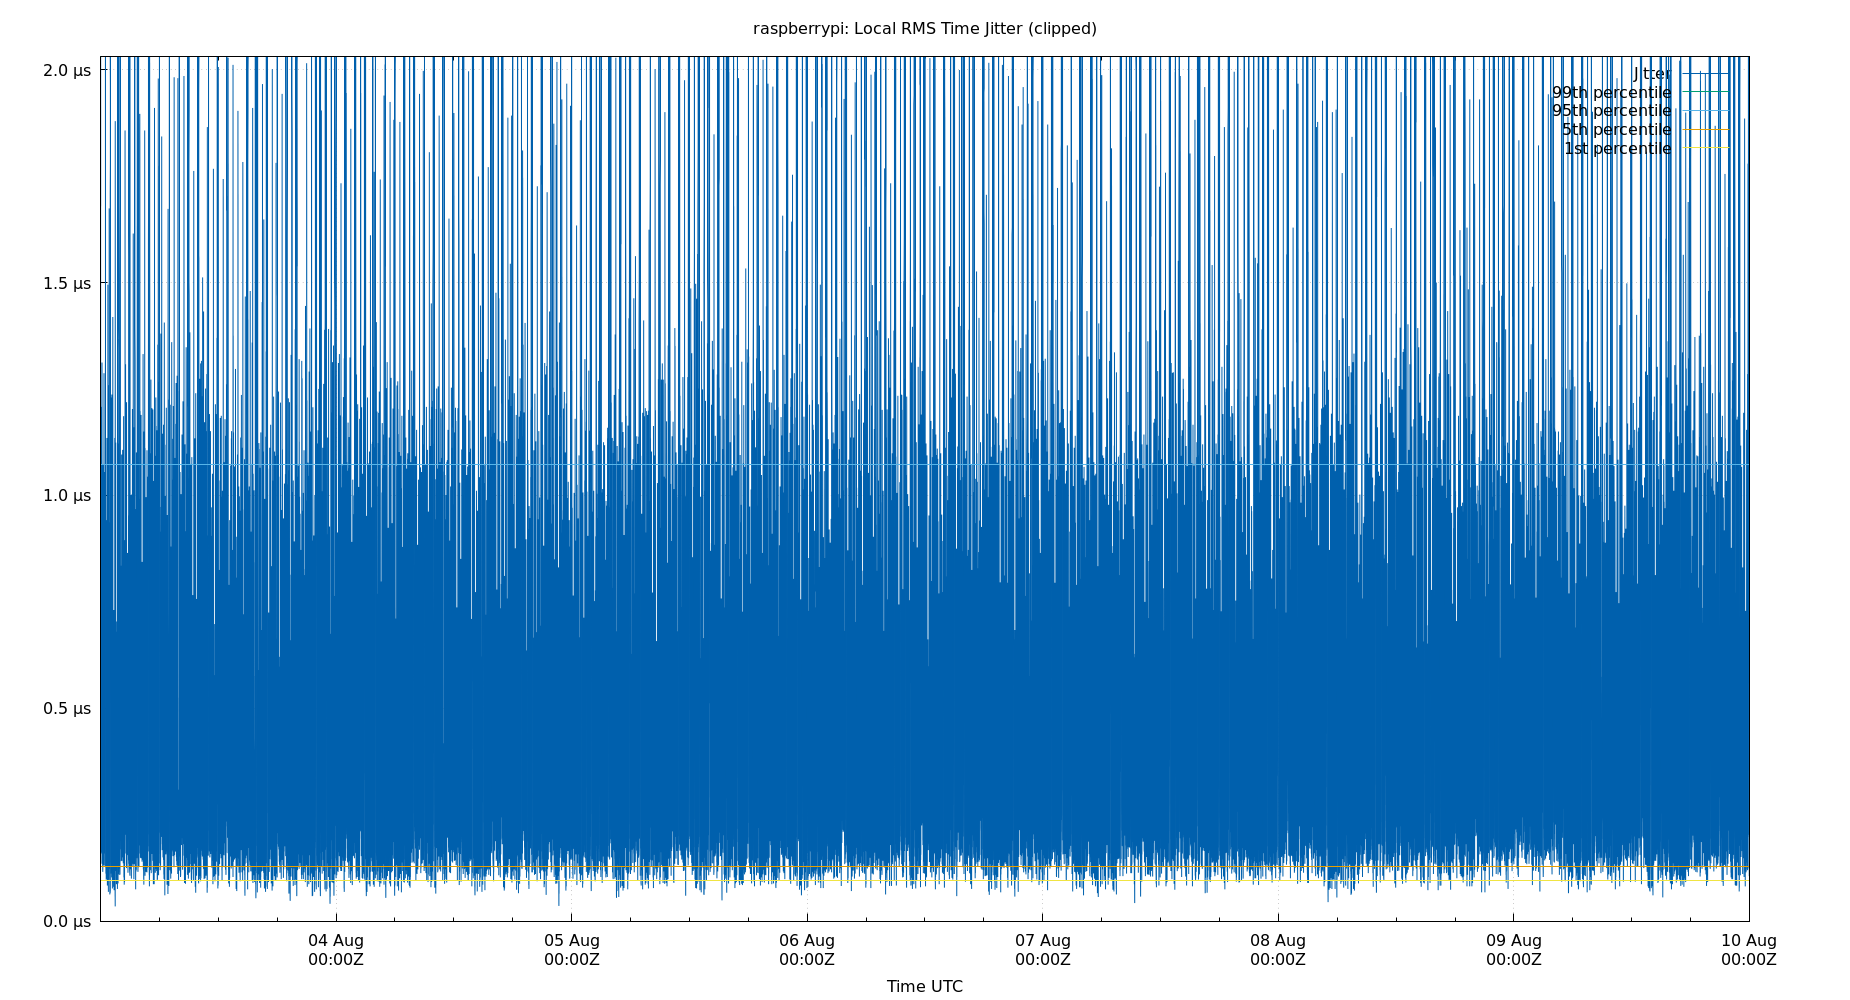 raspberrypi: Local RMS Time Jitter (clipped)
2.0 μs
1.5 μs
1.0 μs
0.5 μs
0.0 μs
Jitter
99th percentile
95th percentile
5th percentile
1st percentile
04 Aug
00:00Z
05 Aug
00:00Z
06 Aug
00:00Z
07 Aug
00:00Z
08 Aug
00:00Z
09 Aug
00:00Z
10 Aug
00:00Z
Time UTC